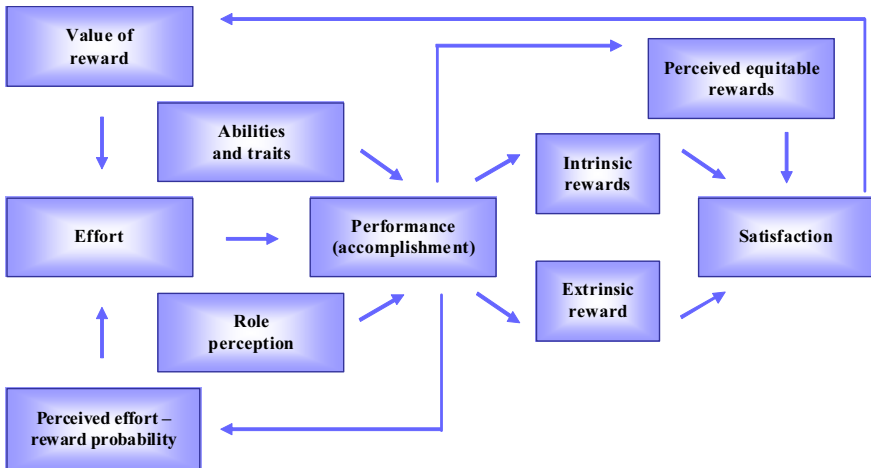 Value of
reward
Perceived equitable
rewards
Abilities
and traits
Intrinsic
rewards
Effort
Performance
(accomplishment)
Satisfaction
Role
perception
Extrinsic
reward
Perceived effort –
reward probability